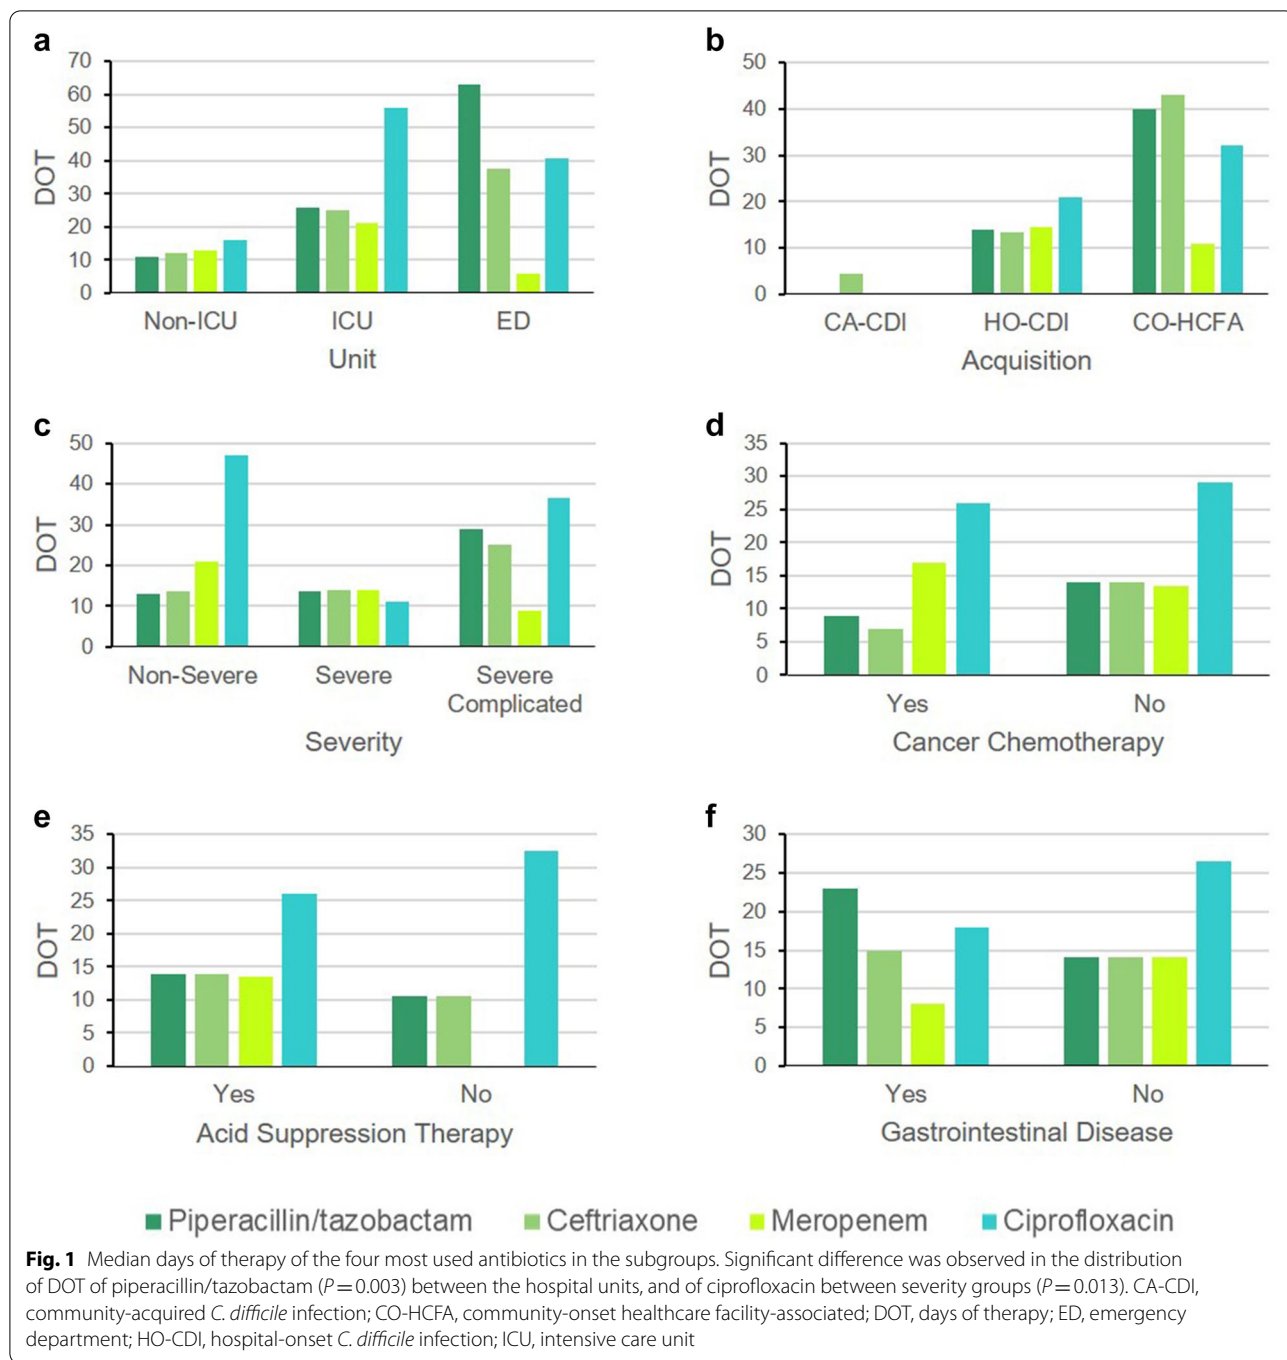 a
70
60
50
40
30
20
10
0
DOT
Non-ICU ICU ED
Unit
b
50
40
30
20
10
0
DOT
CA-CDI HO-CDI CO-HCFA
Acquisition
c
50
40
30
20
10
0
DOT
Non-Severe Severe Severe
Complicated
Severity
d
35
30
25
20
15
10
5
0
DOT
Yes No
Cancer Chemotherapy
e
35
30
25
20
15
10
5
0
DOT
Yes No
Acid Suppression Therapy
f
30
25
20
15
10
5
0
DOT
Yes No
Gastrointestinal Disease
Piperacillin/tazobactam Ceftriaxone Meropenem Ciprofloxacin
Fig. 1 Median days of therapy of the four most used antibiotics in the subgroups. Significant difference was observed in the distribution
of DOT of piperacillin/tazobactam (P = 0.003) between the hospital units, and of ciprofloxacin between severity groups (P = 0.013). CA-CDI,
community-acquired C. difficile infection; CO-HCFA, community-onset healthcare facility-associated; DOT, days of therapy; ED, emergency
department; HO-CDI, hospital-onset C. difficile infection; ICU, intensive care unit